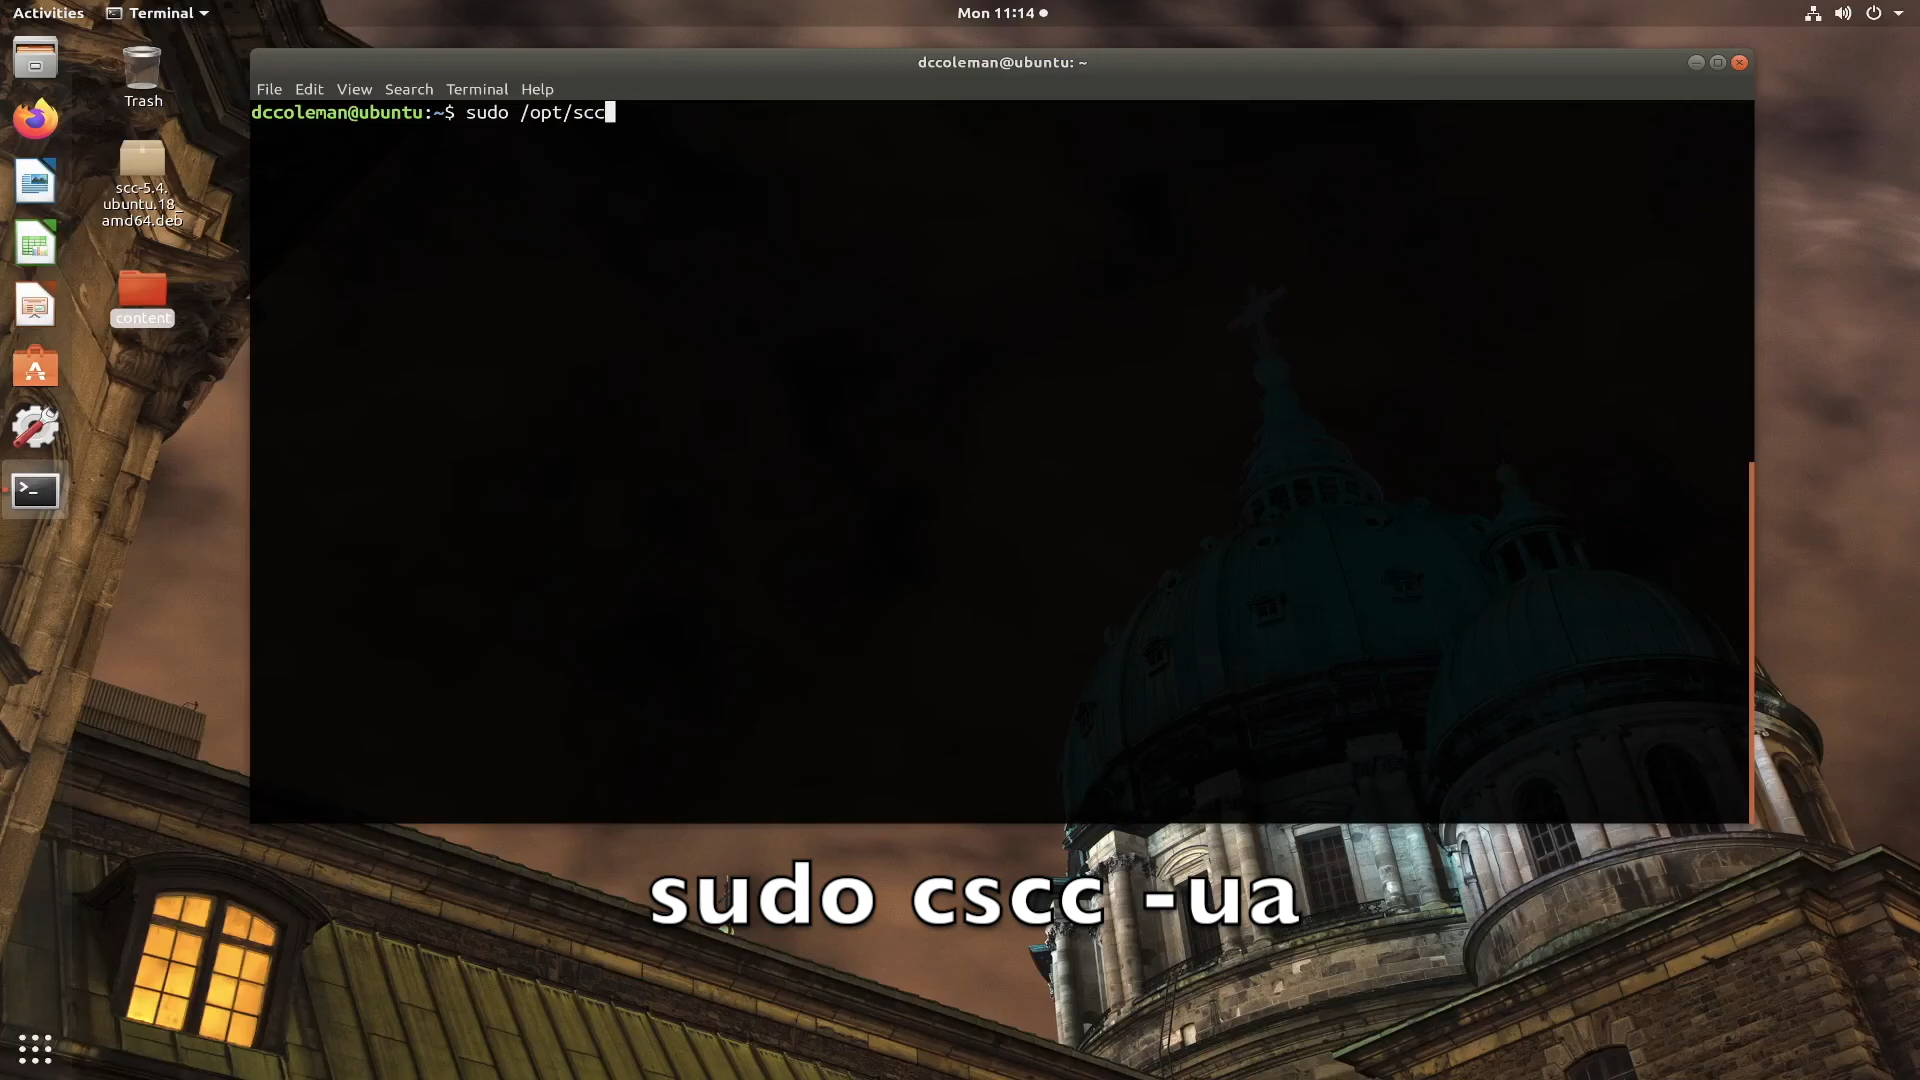 Activities
Terminal
Mon 11:14
Trash
scc-5.4.
ubuntu.18_
amd64.deb
content
dccoleman@ubuntu: ~
File Edit View Search Terminal Help
dccoleman@ubuntu:~$ sudo /opt/scc
sudo cscc -ua